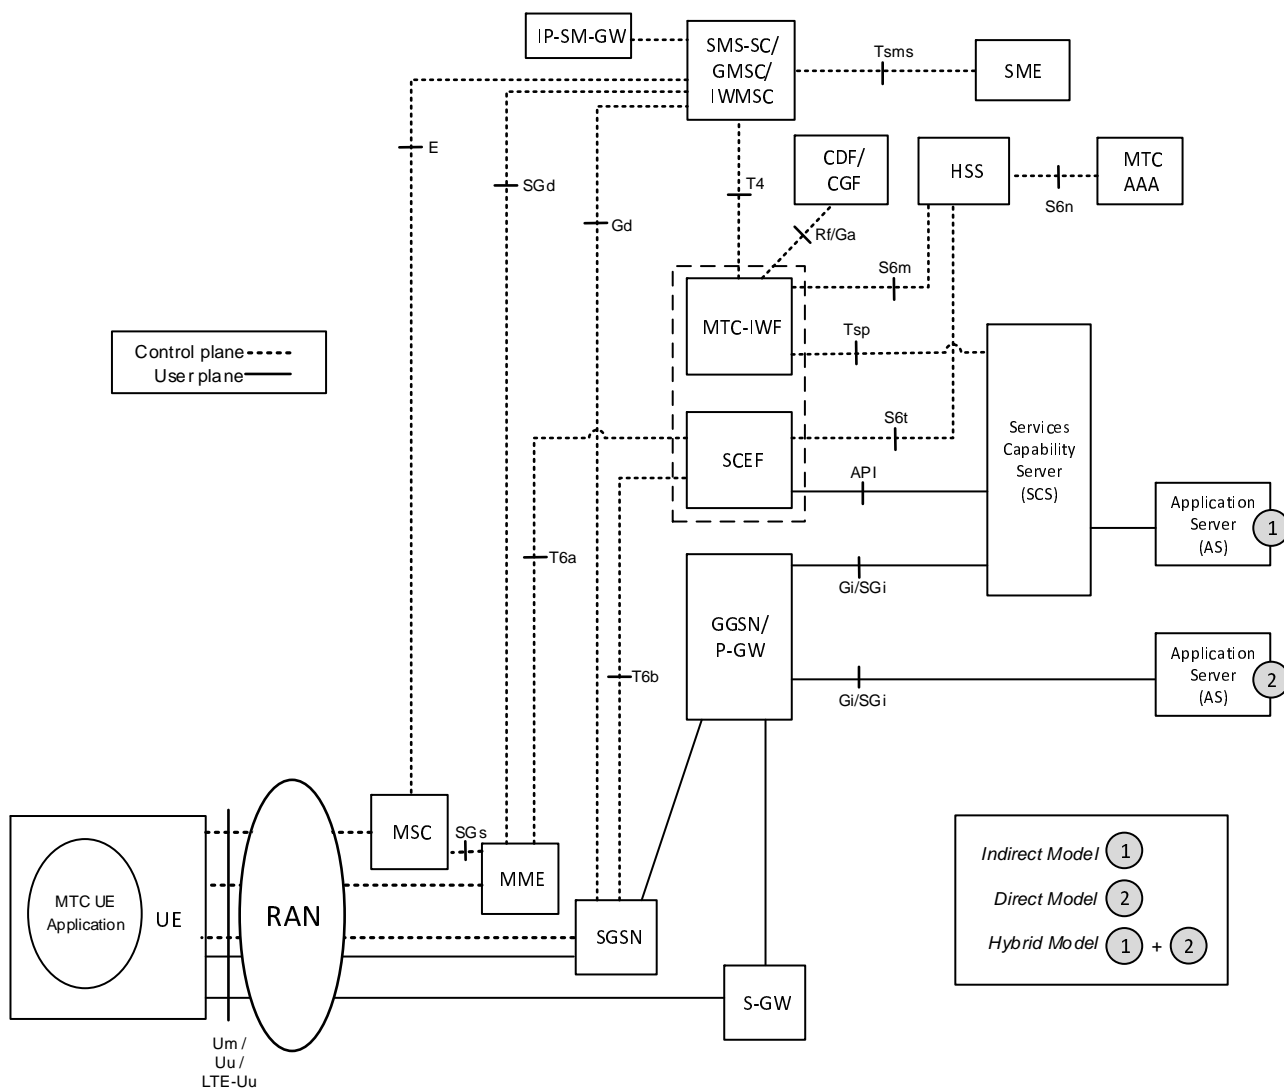 IP-SM-GW
SMS-SC/
GMSC/
IWMSC
Tsms
SME
E
SGd
Gd
T4
CDF/
CGF
Rf/Ga
HSS
S6n
MTC
AAA
S6m
MTC-IWF
Tsp
Control plane
User plane
SCEF
S6t
API
Services
Capability
Server
(SCS)
Application
Server
(AS)
1
T6a
Gi/SGi
GGSN/
P-GW
T6b
Gi/SGi
Application
Server
(AS)
2
MSC
SGs
MME
MTC UE
Application
UE
RAN
SGSN
S-GW
Um /
Uu /
LTE-Uu
Indirect Model 1
Direct Model 2
Hybrid Model 1 + 2